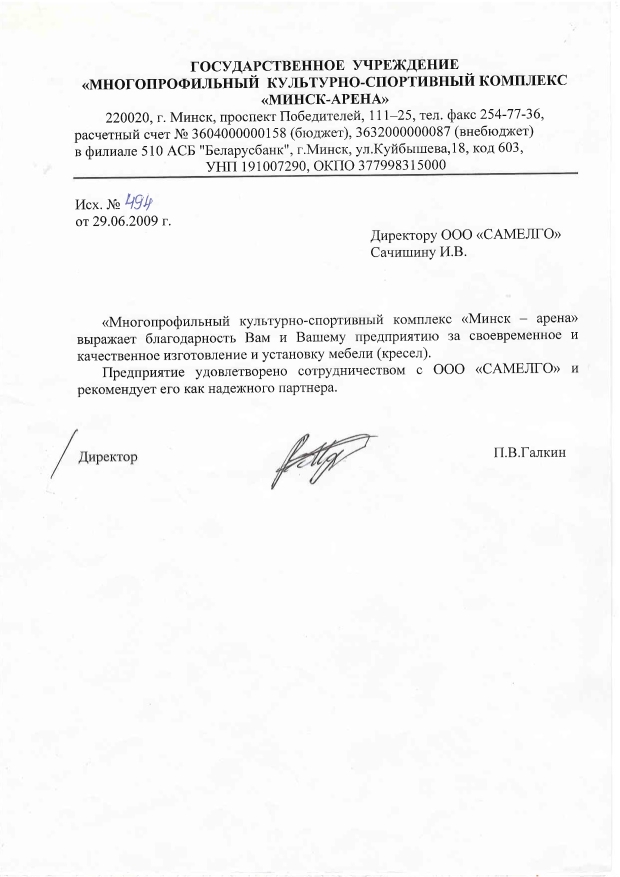 ГОСУДАРСТВЕННОЕ УЧРЕЖДЕНИЕ
«МНОГОПРОФИЛЬНЫЙ КУЛЬТУРНО-СПОРТИВНЫЙ КОМПЛЕКС
«МИНСК-АРЕНА»
220020, г. Минск, проспект Победителей, 111–25, тел. факс 254-77-36,
расчетный счет № 3604000000158 (бюджет), 3632000000087 (внебюджет)
в филиале 510 АСБ "Беларусбанк", г.Минск, ул.Куйбышева,18, код 603,
УНП 191007290, ОКПО 377998315000
Исх. № 494
от 29.06.2009 г.
Директору ООО «САМЕЛГО»
Сачишину И.В.
«Многопрофильный культурно-спортивный комплекс «Минск – арена»
выражает благодарность Вам и Вашему предприятию за своевременное и
качественное изготовление и установку мебели (кресел).
Предприятие удовлетворено сотрудничеством с ООО «САМЕЛГО» и
рекомендует его как надежного партнера.
Директор П.В.Галкин